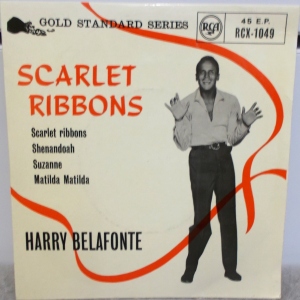 GOLD STANDARD SERIES
RCA
45 E.P.
RCX-1049
SCARLET
RIBBONS
Scarlet ribbons
Shenandoah
Suzanne
Matilda Matilda
HARRY BELAFONTE